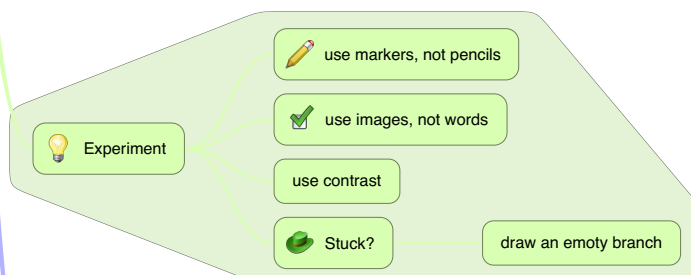 use markers, not pencils
use images, not words
Experiment
use contrast
Stuck?
draw an emoty branch